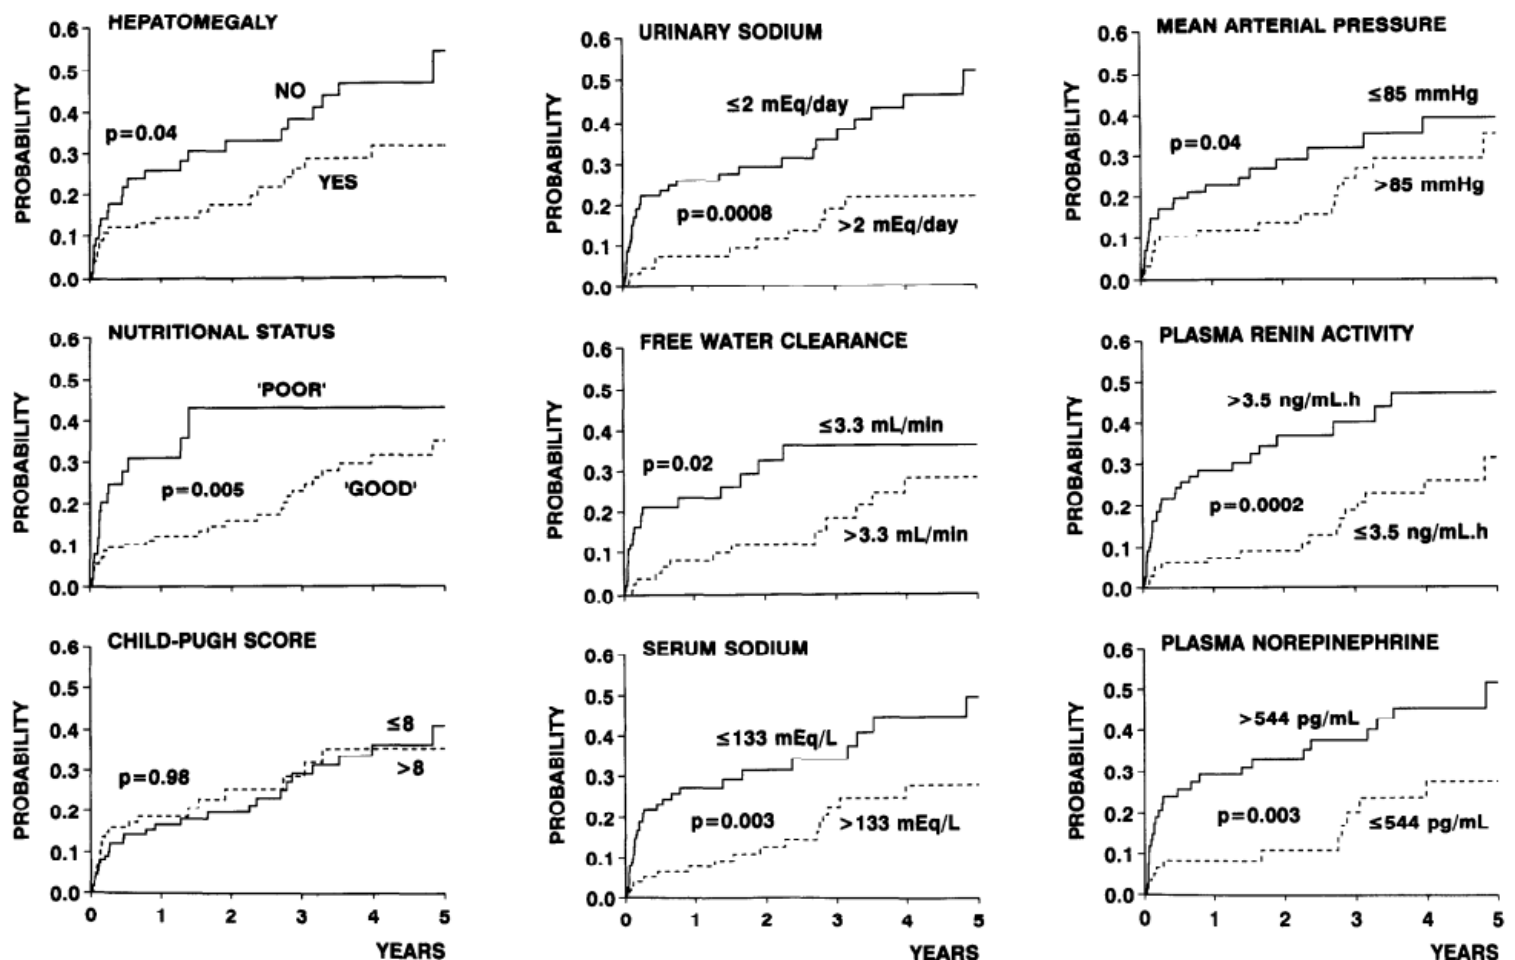 HEPATOMEGALY
PROBABILITY
0.6
0.5
0.4
0.3
0.2
0.1
0.0
NO
p=0.04
YES
URINARY SODIUM
PROBABILITY
0.6
0.5
0.4
0.3
0.2
0.1
0.0
≤2 mEq/day
p=0.0008
>2 mEq/day
MEAN ARTERIAL PRESSURE
PROBABILITY
0.6
0.5
0.4
0.3
0.2
0.1
0.0
≤85 mmHg
p=0.04
>85 mmHg
NUTRITIONAL STATUS
PROBABILITY
0.6
0.5
0.4
0.3
0.2
0.1
0.0
'POOR'
p=0.005
'GOOD'
FREE WATER CLEARANCE
PROBABILITY
0.6
0.5
0.4
0.3
0.2
0.1
0.0
≤3.3 mL/min
p=0.02
>3.3 mL/min
PLASMA RENIN ACTIVITY
PROBABILITY
0.6
0.5
0.4
0.3
0.2
0.1
0.0
>3.5 ng/mL.h
p=0.0002
≤3.5 ng/mL.h
CHILD-PUGH SCORE
PROBABILITY
0.6
0.5
0.4
0.3
0.2
0.1
0.0
≤8
p=0.98
>8
0 1 2 3 4 5
YEARS
SERUM SODIUM
PROBABILITY
0.6
0.5
0.4
0.3
0.2
0.1
0.0
≤133 mEq/L
p=0.003
>133 mEq/L
0 1 2 3 4 5
YEARS
PLASMA NOREPINEPHRINE
PROBABILITY
0.6
0.5
0.4
0.3
0.2
0.1
0.0
>544 pg/mL
p=0.003
≤544 pg/mL
0 1 2 3 4 5
YEARS